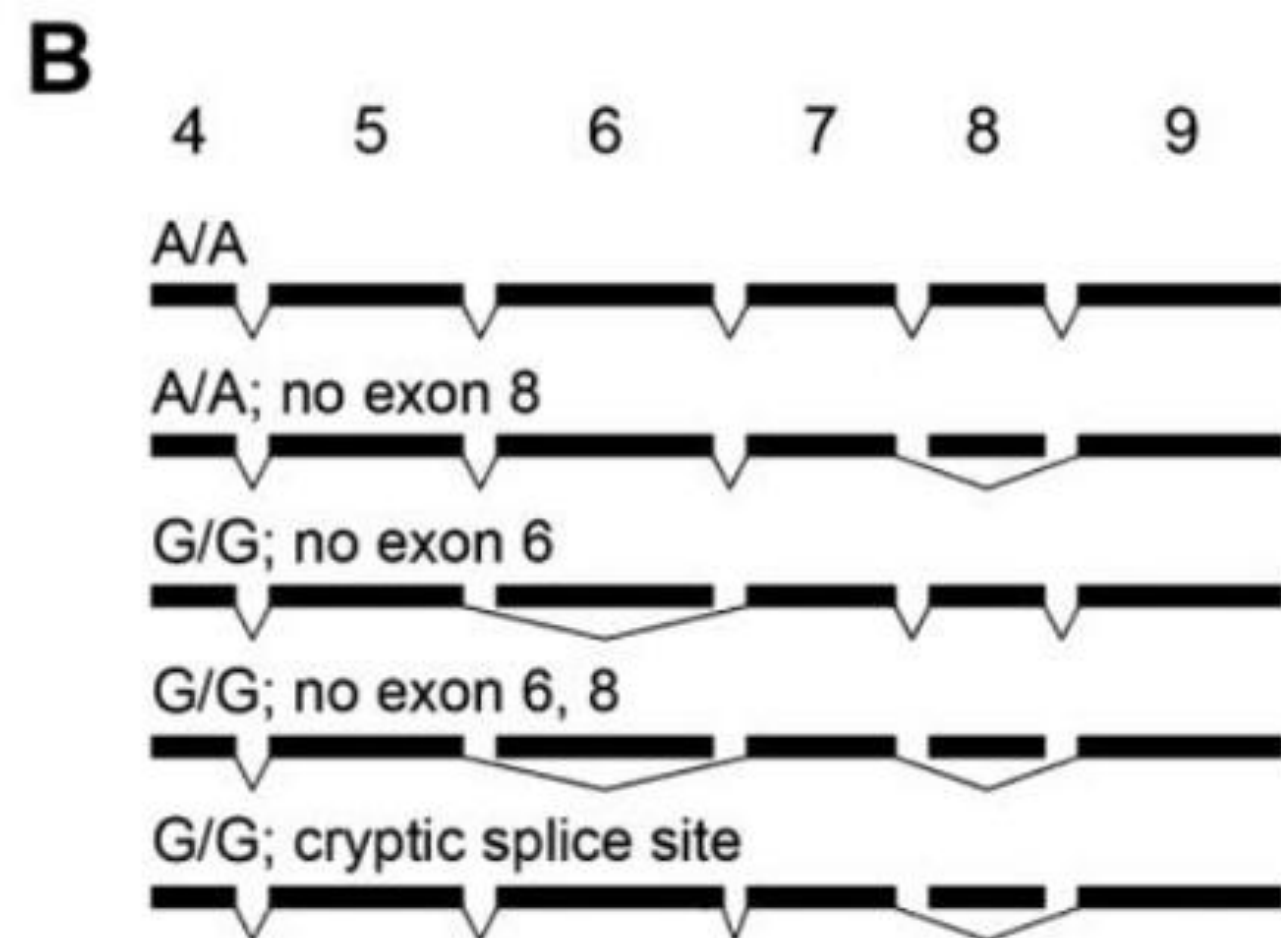 B
4 5 6 7 8 9
A/A
A/A; no exon 8
G/G; no exon 6
G/G; no exon 6, 8
G/G; cryptic splice site